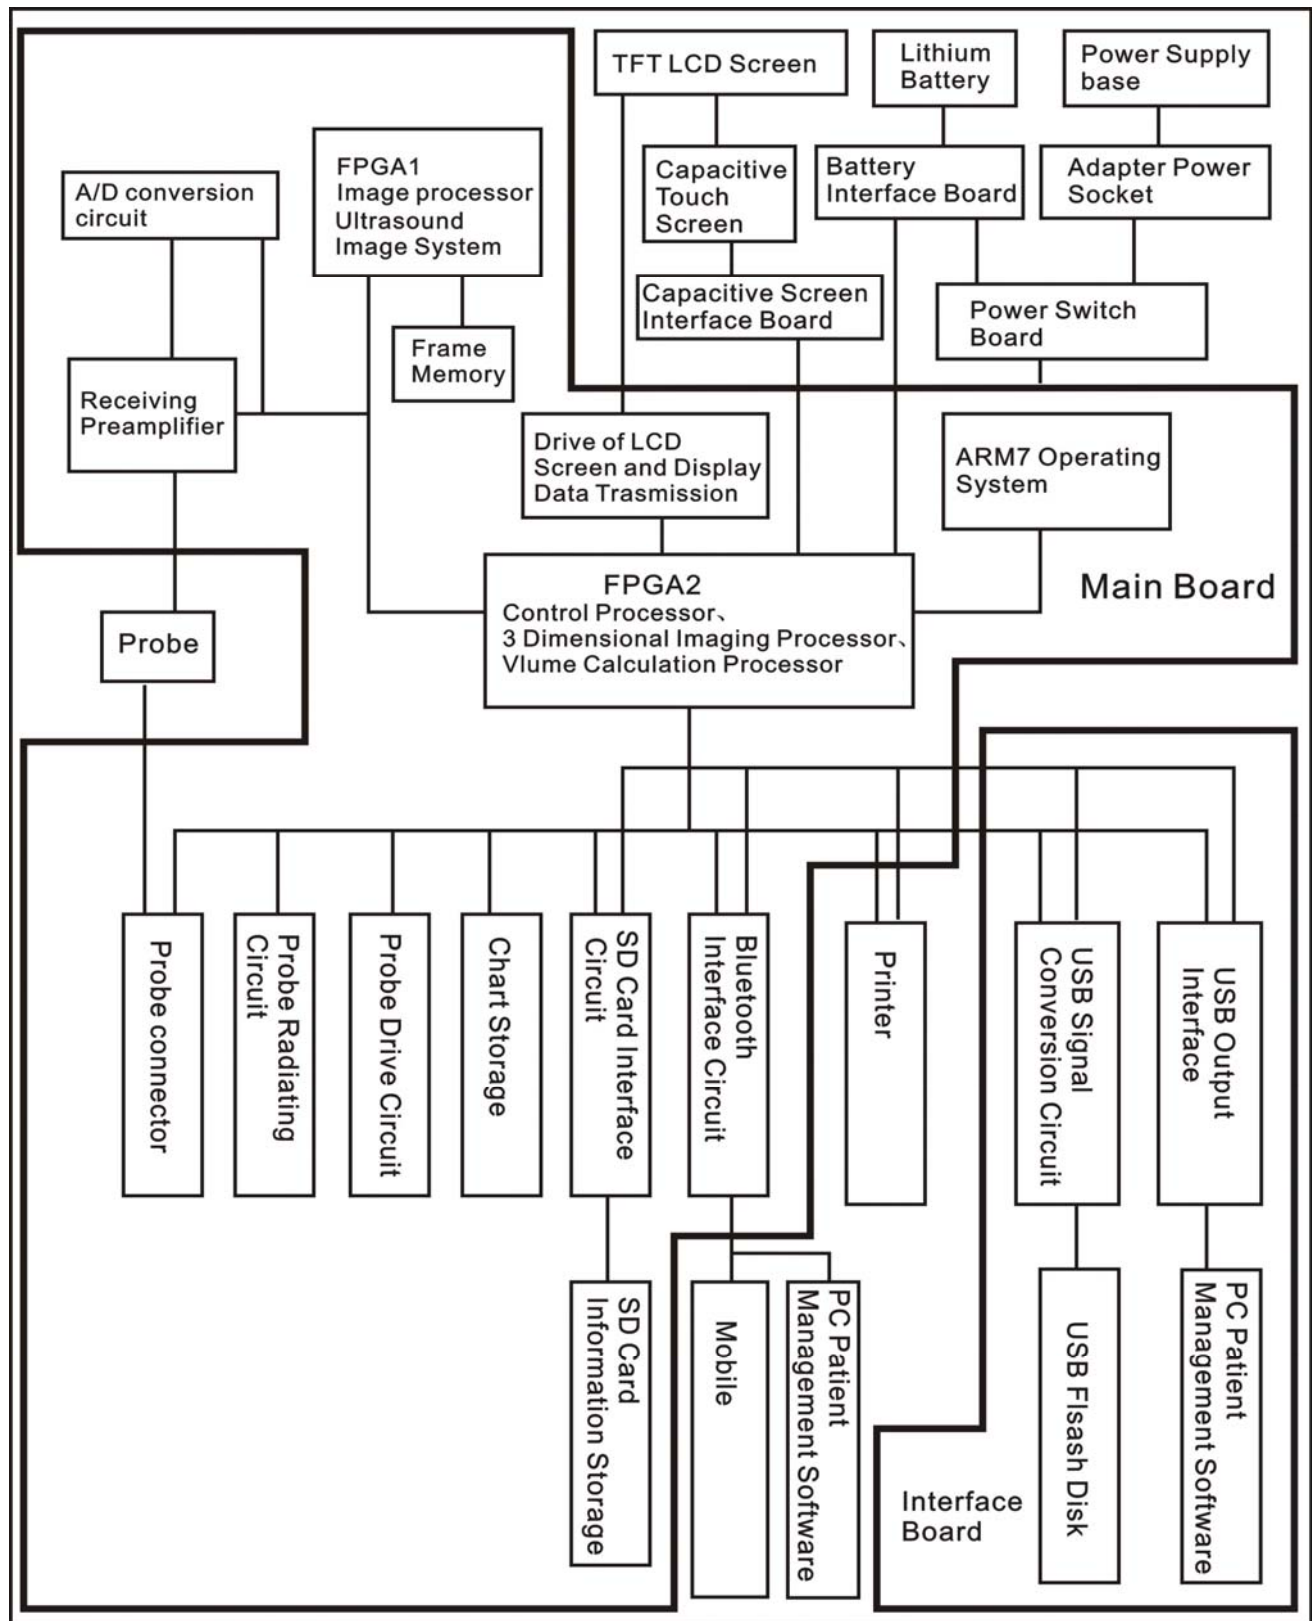 TFT LCD Screen
Lithium
Battery
Power Supply
base
FPGA1
Image processor
Ultrasound
Image System
A/D conversion
circuit
Capacitive
Touch
Screen
Battery
Interface Board
Adapter Power
Socket
Capacitive Screen
Interface Board
Power Switch
Board
Frame
Memory
Receiving
Preamplifier
Drive of LCD
Screen and Display
Data Trasmission
ARM7 Operating
System
FPGA2
Control Processor、
3 Dimensional Imaging Processor、
Vlume Calculation Processor
Main Board
Probe
Probe connector
Probe Radiating
Circuit
Probe Drive Circuit
Chart Storage
SD Card Interface
Circuit
Bluetooth
Interface Circuit
Printer
USB Signal
Conversion Circuit
USB Output
Interface
SD Card
Information Storage
Mobile
PC Patient
Management Software
USB Flsash Disk
PC Patient
Management Software
Interface
Board